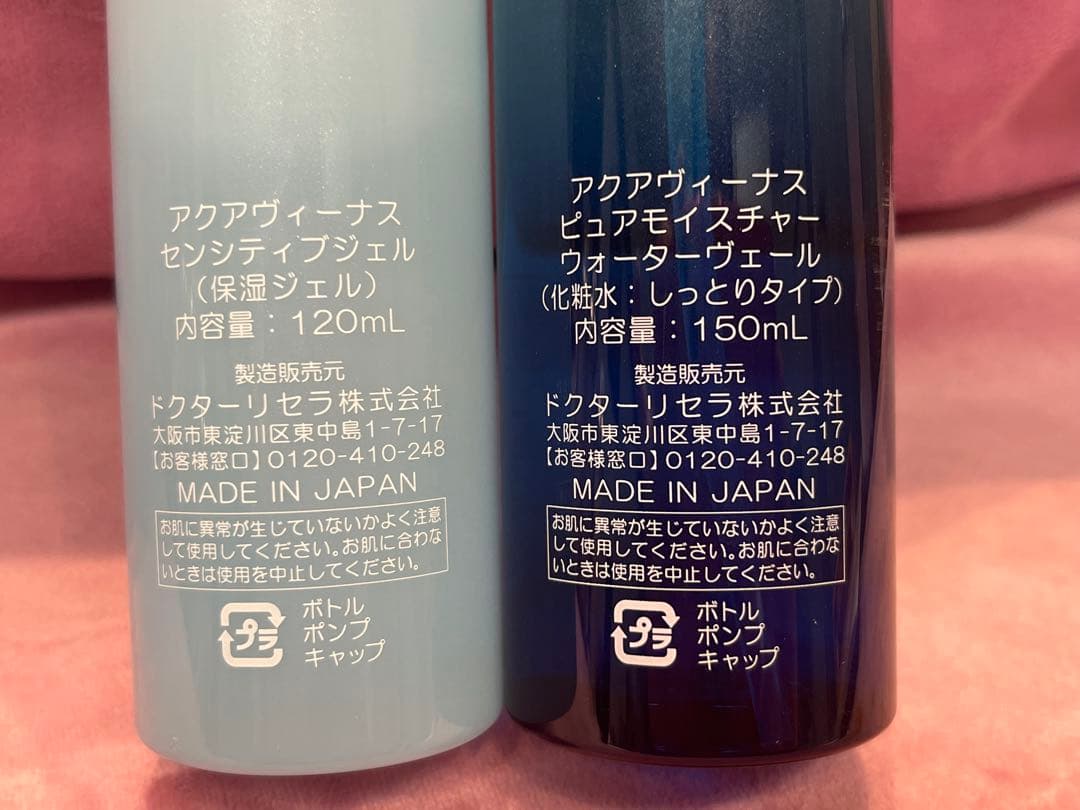 アクアヴィーナス
センシティブジェル
(保湿ジェル)
内容量：120mL
製造販売元
ドクターリセラ株式会社
大阪市東淀川区東中島1-7-17
【お客様窓口】0120-410-248
MADE IN JAPAN
お肌に異常が生じていないかよく注意
して使用してください。お肌に合わな
いときは使用を中止してください。
プラ
ボトル
ポンプ
キャップ
アクアヴィーナス
ピュアモイスチャー
ウォーターヴェール
(化粧水：しっとりタイプ)
内容量：150mL
製造販売元
ドクターリセラ株式会社
大阪市東淀川区東中島1-7-17
【お客様窓口】0120-410-248
MADE IN JAPAN
お肌に異常が生じていないかよく注意
して使用してください。お肌に合わな
いときは使用を中止してください。
プラ
ボトル
ポンプ
キャップ